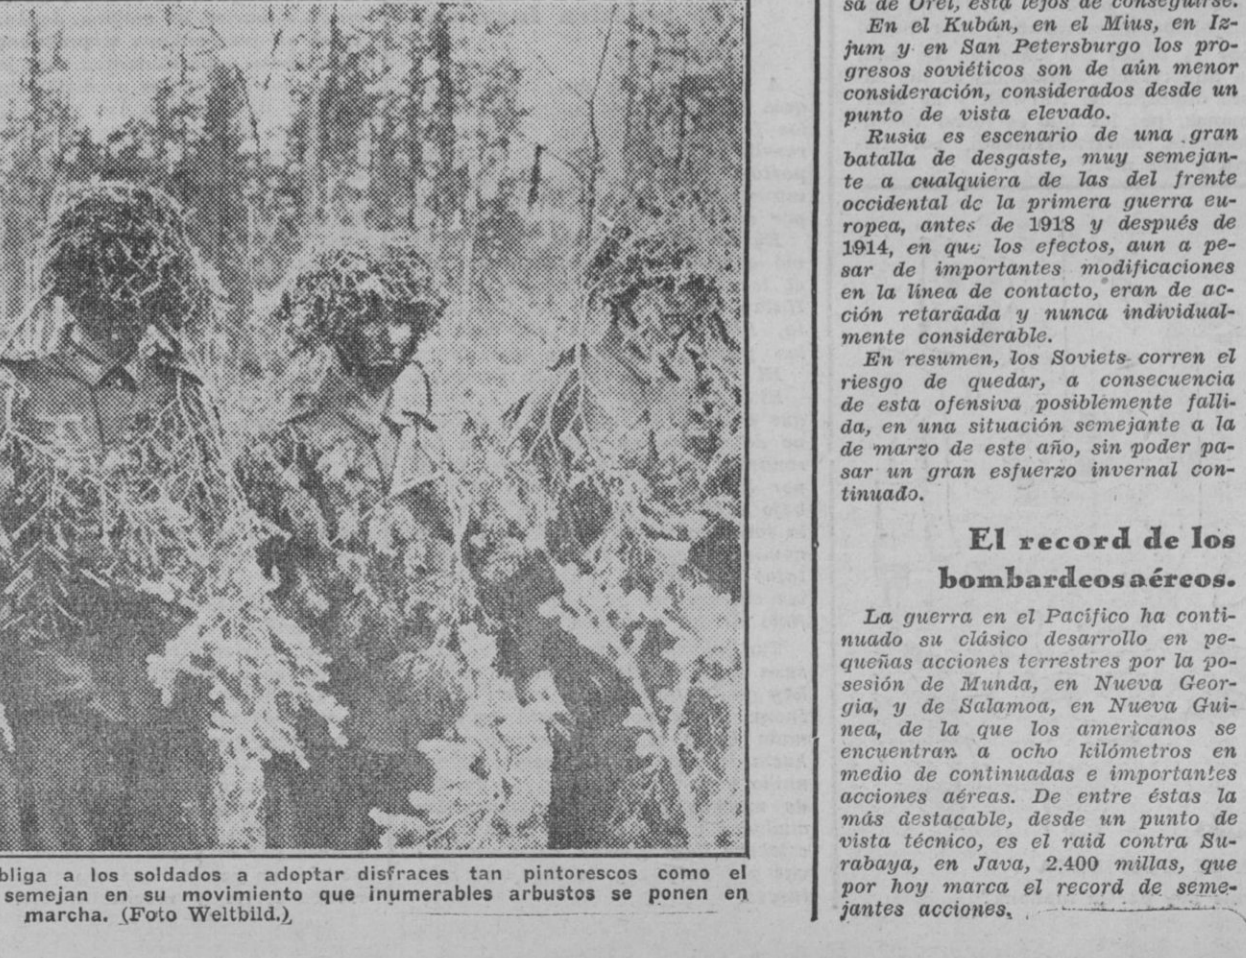 bliga a los soldados a adoptar disfraces tan pintorescos como el
semejan en su movimiento que inumerables arbustos se ponen en
marcha. (Foto Weltbild.)
sa de Orel, está lejos de conseguirse.
En el Kubán, en el Mius, en Iz-
jum y en San Petersburgo los pro-
gresos soviéticos son de aún menor
consideración, considerados desde un
punto de vista elevado.
Rusia es escenario de una gran
batalla de desgaste, muy semejan-
te a cualquiera de las del frente
occidental de la primera guerra eu-
ropea, antes de 1918 y después de
1914, en que los efectos, aun a pe-
sar de importantes modificaciones
en la línea de contacto, eran de ac-
ción retardada y nunca individual-
mente considerable.
En resumen, los Soviets corren el
riesgo de quedar, a consecuencia
de esta ofensiva posiblemente falli-
da, en una situación semejante a la
de marzo de este año, sin poder pa-
sar un gran esfuerzo invernal con-
tinuado.
El record de los
bombardeos aéreos.
La guerra en el Pacífico ha conti-
nuado su clásico desarrollo en pe-
queñas acciones terrestres por la po-
sesión de Munda, en Nueva Geor-
gia, y de Salamoa, en Nueva Gui-
nea, de la que los americanos se
encuentran a ocho kilómetros en
medio de continuadas e importantes
acciones aéreas. De entre éstas la
más destacable, desde un punto de
vista técnico, es el raid contra Su-
rabaya, en Java, 2.400 millas, que
por hoy marca el record de seme-
jantes acciones.